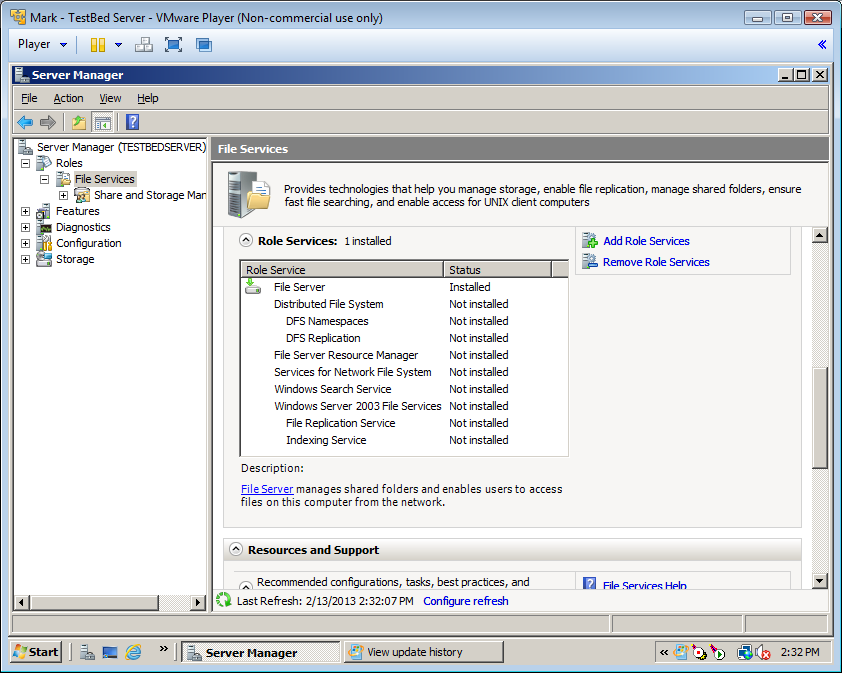 Mark - TestBed Server - VMware Player (Non-commercial use only)
Player
Server Manager
File Action View Help
Server Manager (TESTBEDSERVER)
Roles
File Services
Share and Storage Mar
Features
Diagnostics
Configuration
Storage
File Services
Provides technologies that help you manage storage, enable file replication, manage shared folders, ensure
fast file searching, and enable access for UNIX client computers
Role Services: 1 installed
Role Service Status
File Server Installed
Distributed File System Not installed
DFS Namespaces Not installed
DFS Replication Not installed
File Server Resource Manager Not installed
Services for Network File System Not installed
Windows Search Service Not installed
Windows Server 2003 File Services Not installed
File Replication Service Not installed
Indexing Service Not installed
Description:
File Server manages shared folders and enables users to access
files on this computer from the network.
Add Role Services
Remove Role Services
Resources and Support
Recommended configurations, tasks, best practices, and
File Services Help
Last Refresh: 2/13/2013 2:32:07 PM Configure refresh
Start
Server Manager
View update history
2:32 PM